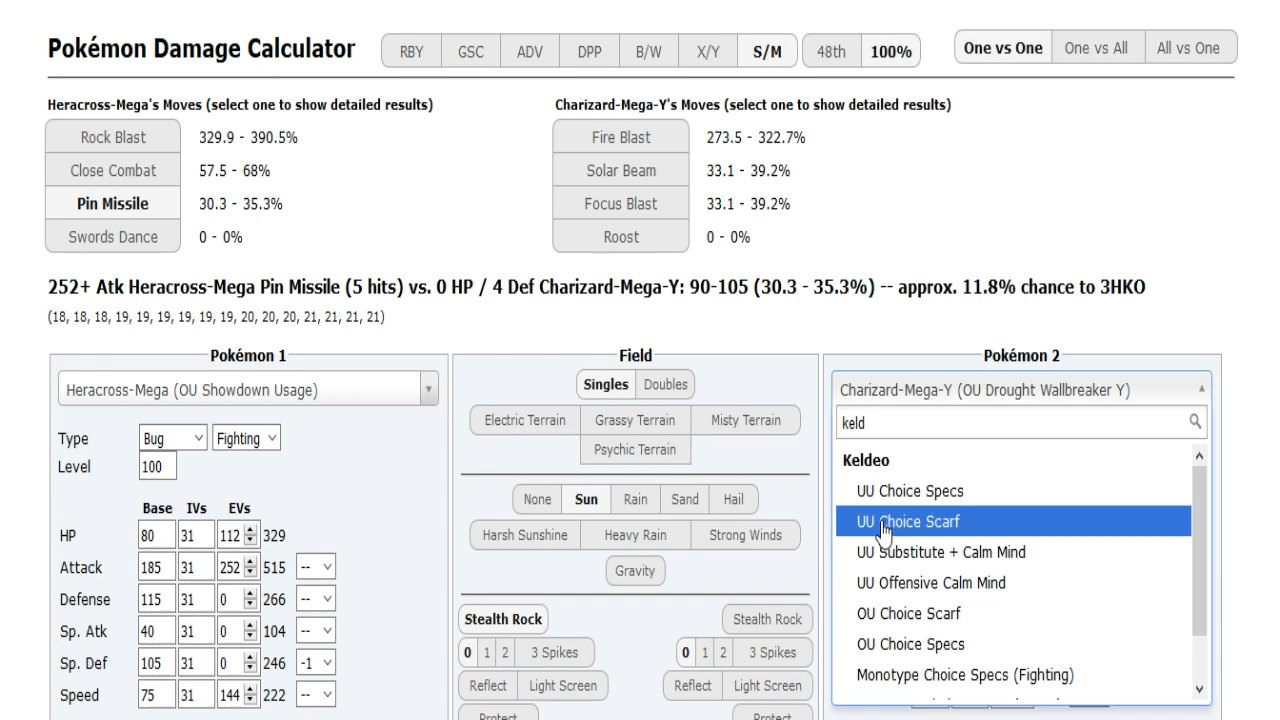 Pokémon Damage Calculator RBY GSC ADV DPP B/W X/Y S/M 48th 100% One vs One One vs All All vs One
Heracross-Mega's Moves (select one to show detailed results) Charizard-Mega-Y's Moves (select one to show detailed results)
Rock Blast 329.9 - 390.5% Fire Blast 273.5 - 322.7%
Close Combat 57.5 - 68% Solar Beam 33.1 - 39.2%
Pin Missile 30.3 - 35.3% Focus Blast 33.1 - 39.2%
Swords Dance 0 - 0% Roost 0 - 0%
252+ Atk Heracross-Mega Pin Missile (5 hits) vs. 0 HP / 4 Def Charizard-Mega-Y: 90-105 (30.3 - 35.3%) -- approx. 11.8% chance to 3HKO
(18, 18, 18, 19, 19, 19, 19, 19, 19, 20, 20, 20, 21, 21, 21, 21)
Pokémon 1
Heracross-Mega (OU Showdown Usage)
Type Bug Fighting
Level 100
Base IVs EVs
HP 80 31 112 329
Attack 185 31 252 515 --
Defense 115 31 0 266 --
Sp. Atk 40 31 0 104 --
Sp. Def 105 31 0 246 -1
Speed 75 31 144 222 --
Field
Singles Doubles
Electric Terrain Grassy Terrain Misty Terrain
Psychic Terrain
None Sun Rain Sand Hail
Harsh Sunshine Heavy Rain Strong Winds
Gravity
Stealth Rock Stealth Rock
0 1 2 3 Spikes 0 1 2 3 Spikes
Reflect Light Screen Reflect Light Screen
Protect Protect
Pokémon 2
Charizard-Mega-Y (OU Drought Wallbreaker Y)
keld
Keldeo
UU Choice Specs
UU Choice Scarf
UU Substitute + Calm Mind
UU Offensive Calm Mind
OU Choice Scarf
OU Choice Specs
Monotype Choice Specs (Fighting)